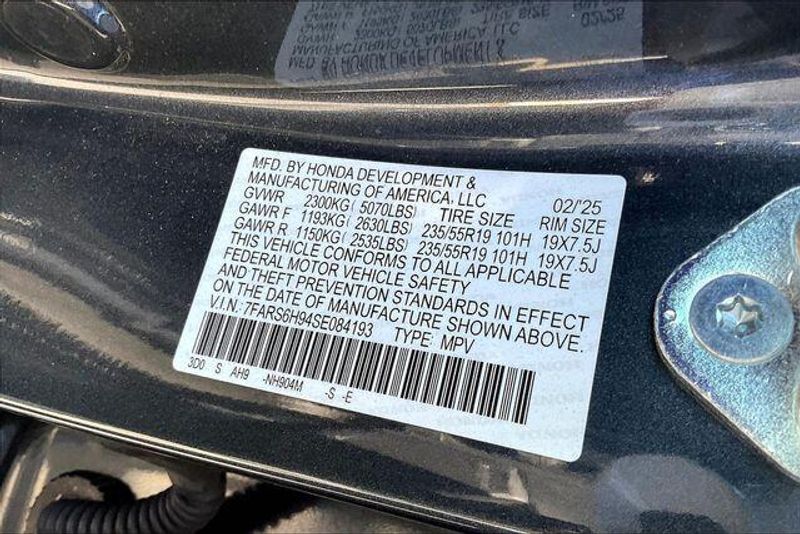 MFD. BY HONDA DEVELOPMENT &
MANUFACTURING OF AMERICA, LLC 02/'25
GVWR 2300KG( 5070LBS) TIRE SIZE RIM SIZE
GAWR F 1193KG( 2630LBS) 235/55R19 101H 19X7.5J
GAWR R 1150KG( 2535LBS) 235/55R19 101H 19X7.5J
THIS VEHICLE CONFORMS TO ALL APPLICABLE
FEDERAL MOTOR VEHICLE SAFETY
AND THEFT PREVENTION STANDARDS IN EFFECT
ON THE DATE OF MANUFACTURE SHOWN ABOVE.
V.I.N: 7FARS6H94SE084193 TYPE: MPV
3D0 S AH9 -NH904M -S -E